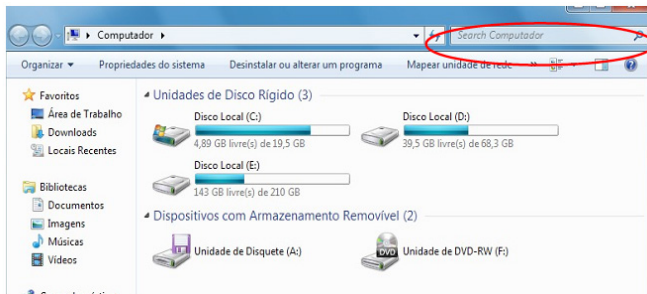 Computador
Search Computador
Organizar
Propriedades do sistema
Desinstalar ou alterar um programa
Mapear unidade de rede
»
Favoritos
Área de Trabalho
Downloads
Locais Recentes
Bibliotecas
Documentos
Imagens
Músicas
Vídeos
Unidades de Disco Rígido (3)
Disco Local (C:)
4,89 GB livre(s) de 19,5 GB
Disco Local (D:)
39,5 GB livre(s) de 68,3 GB
Disco Local (E:)
143 GB livre(s) de 210 GB
Dispositivos com Armazenamento Removível (2)
Unidade de Disquete (A:)
DVD
Unidade de DVD-RW (F:)